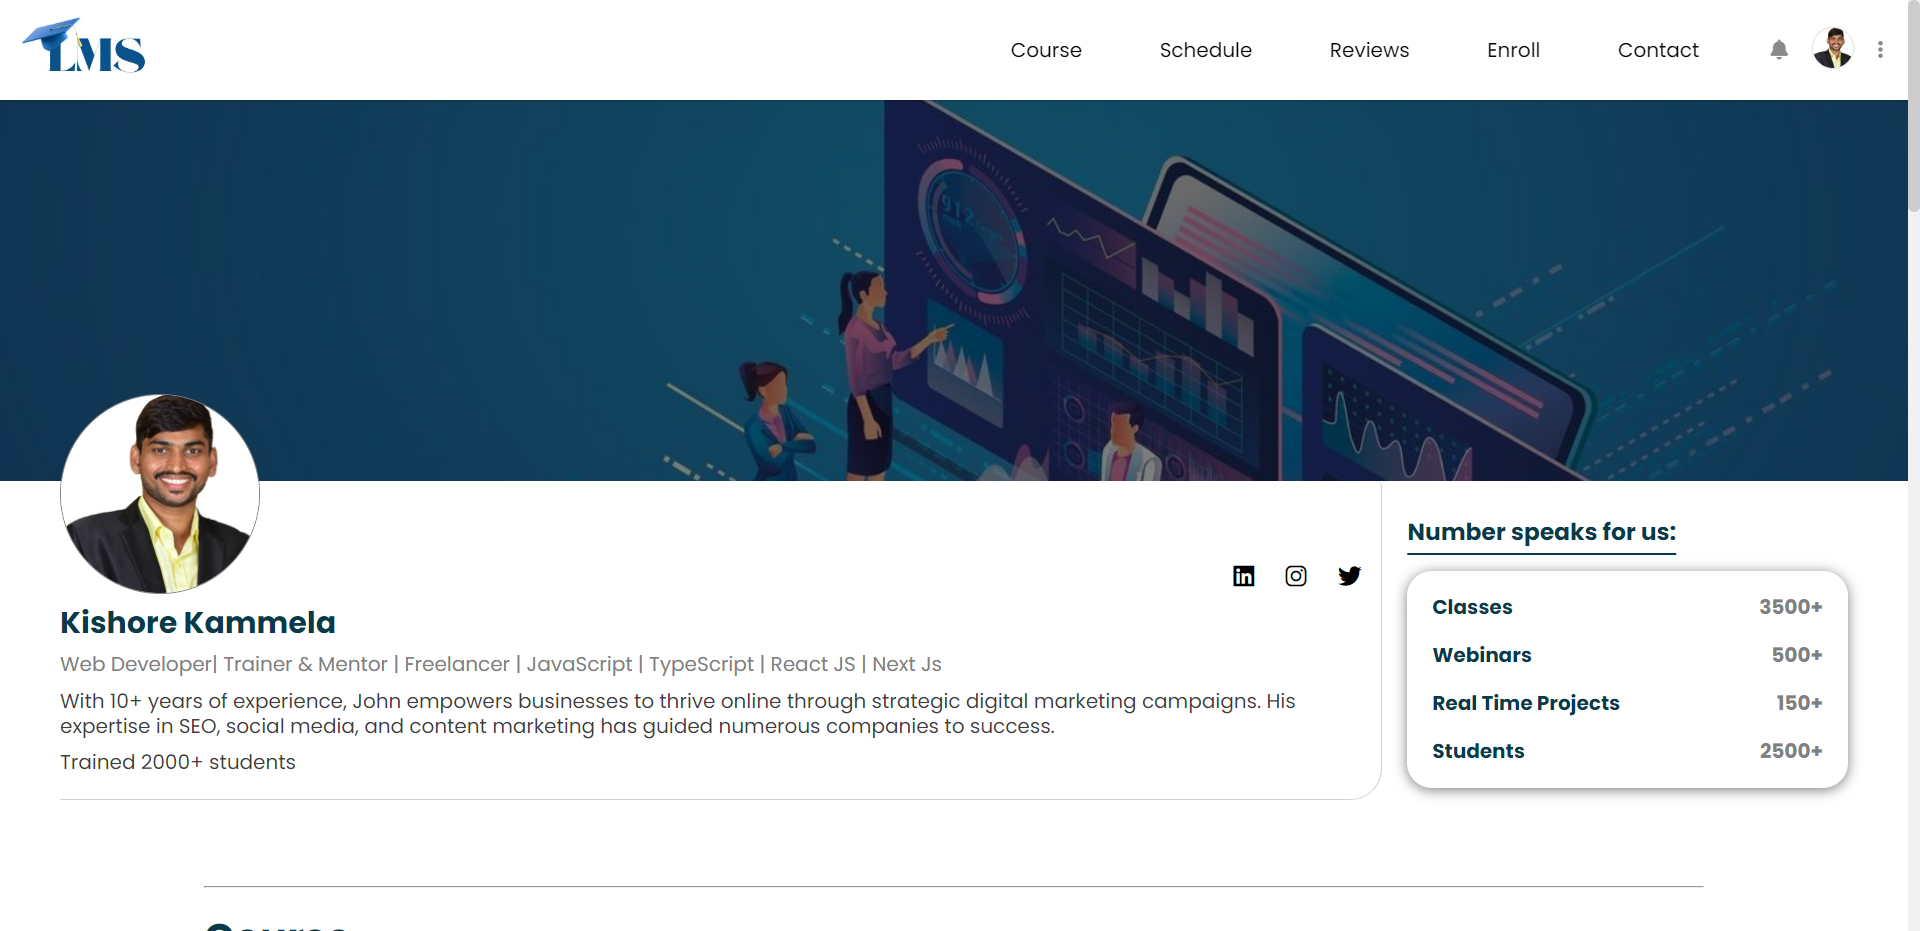 LMS
Course Schedule Reviews Enroll Contact
912
Number speaks for us:
Classes 3500+
Webinars 500+
Real Time Projects 150+
Students 2500+
Kishore Kammela
Web Developer| Trainer & Mentor | Freelancer | JavaScript | TypeScript | React JS | Next Js
With 10+ years of experience, John empowers businesses to thrive online through strategic digital marketing campaigns. His
expertise in SEO, social media, and content marketing has guided numerous companies to success.
Trained 2000+ students
Course